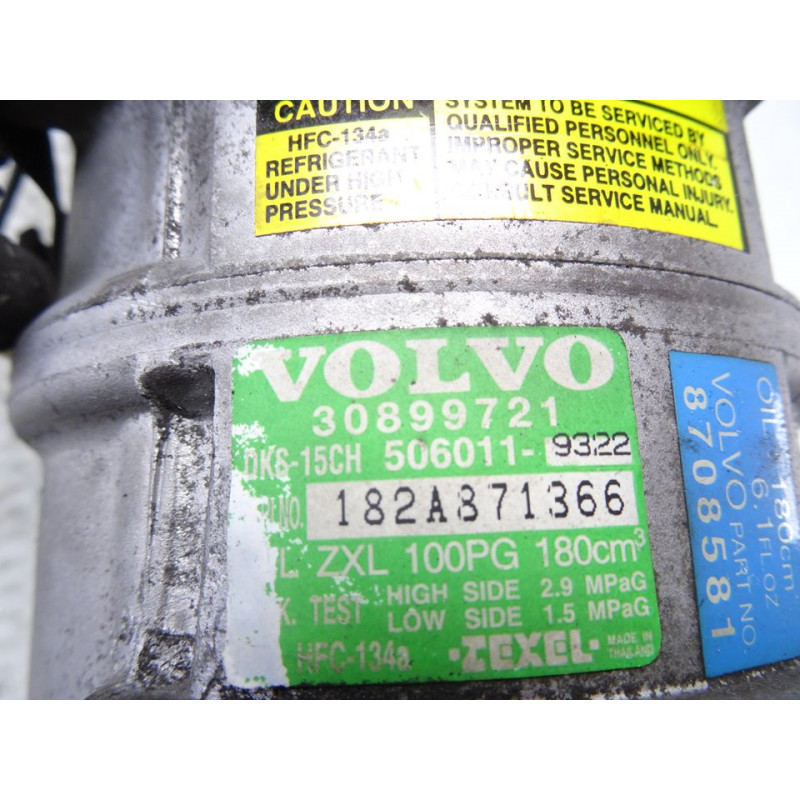 CAUTION
HFC-134a
REFRIGERANT
UNDER HIGH
PRESSURE
SYSTEM TO BE SERVICED BY
QUALIFIED PERSONNEL ONLY.
IMPROPER SERVICE METHODS
MAY CAUSE PERSONAL INJURY.
CONSULT SERVICE MANUAL.
VOLVO
30899721
DKS-15CH 506011-9322
NO. 182A871366
ZXL 100PG 180cm³
TEST HIGH SIDE 2.9 MPaG
LOW SIDE 1.5 MPaG
HFC-134a ZEXEL MADE IN
THAILAND
OIL 180cm
6.1FL OZ
VOLVO PART NO.
8708581